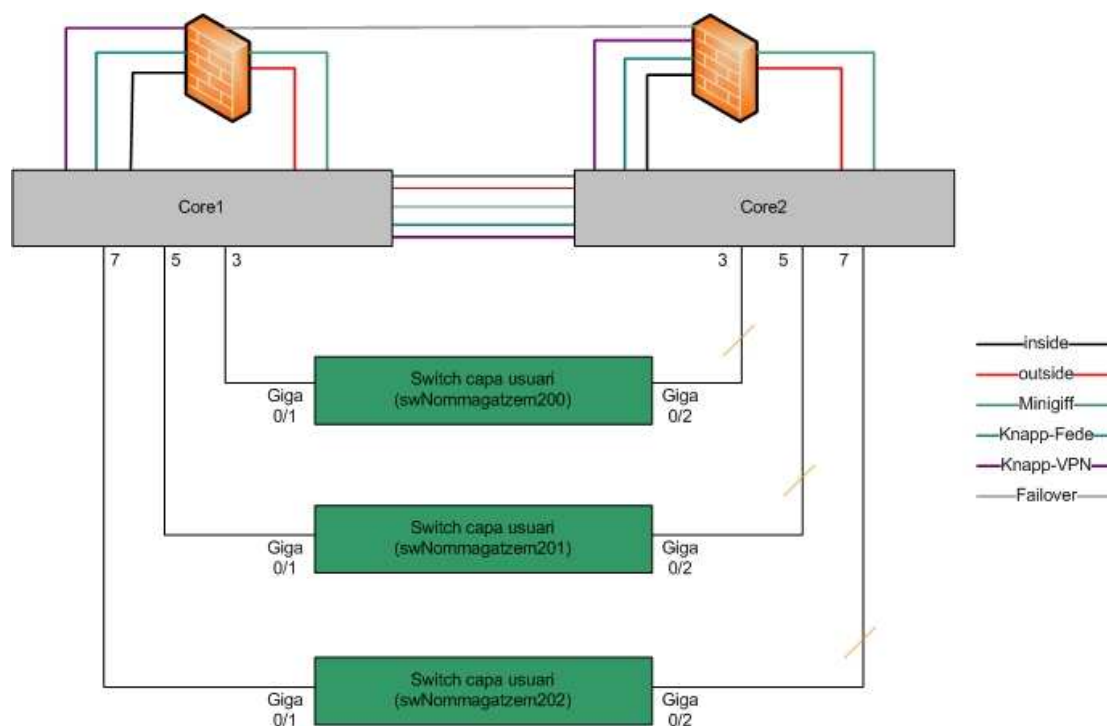 Core1
Core2
7
5
3
3
5
7
Switch capa usuari
(swNommagatzem200)
Giga
0/1
Giga
0/2
Switch capa usuari
(swNommagatzem201)
Giga
0/1
Giga
0/2
Switch capa usuari
(swNommagatzem202)
Giga
0/1
Giga
0/2
inside
outside
Minigiff
Knapp-Fede
Knapp-VPN
Failover